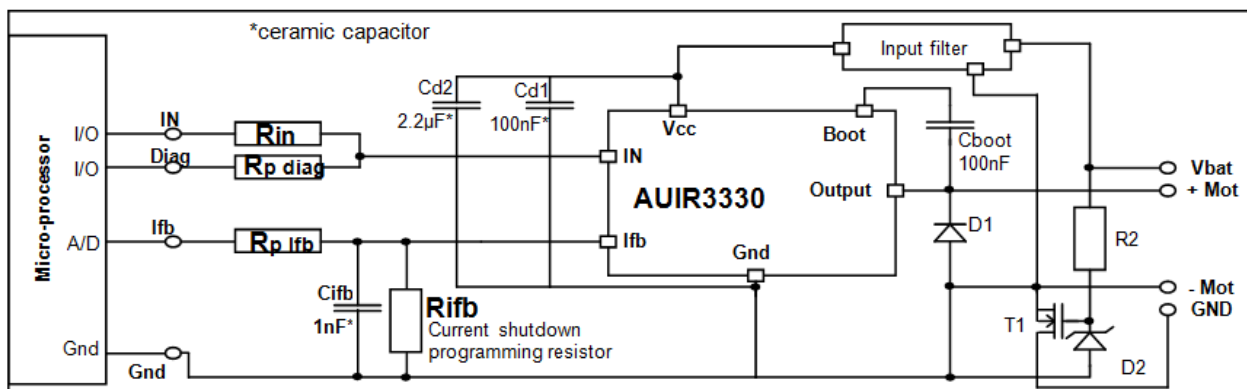 *ceramic capacitor
Input filter
Cd2
2.2µF*
Cd1
100nF*
Vcc
Boot
Cboot
100nF
Micro-processor
I/O
IN
Rin
I/O
Diag
Rp diag
IN
AUIR3330
Output
Vbat
+ Mot
D1
R2
A/D
Ifb
Rp Ifb
Ifb
Gnd
Cifb
1nF*
Rifb
Current shutdown
programming resistor
- Mot
GND
T1
D2
Gnd
Gnd